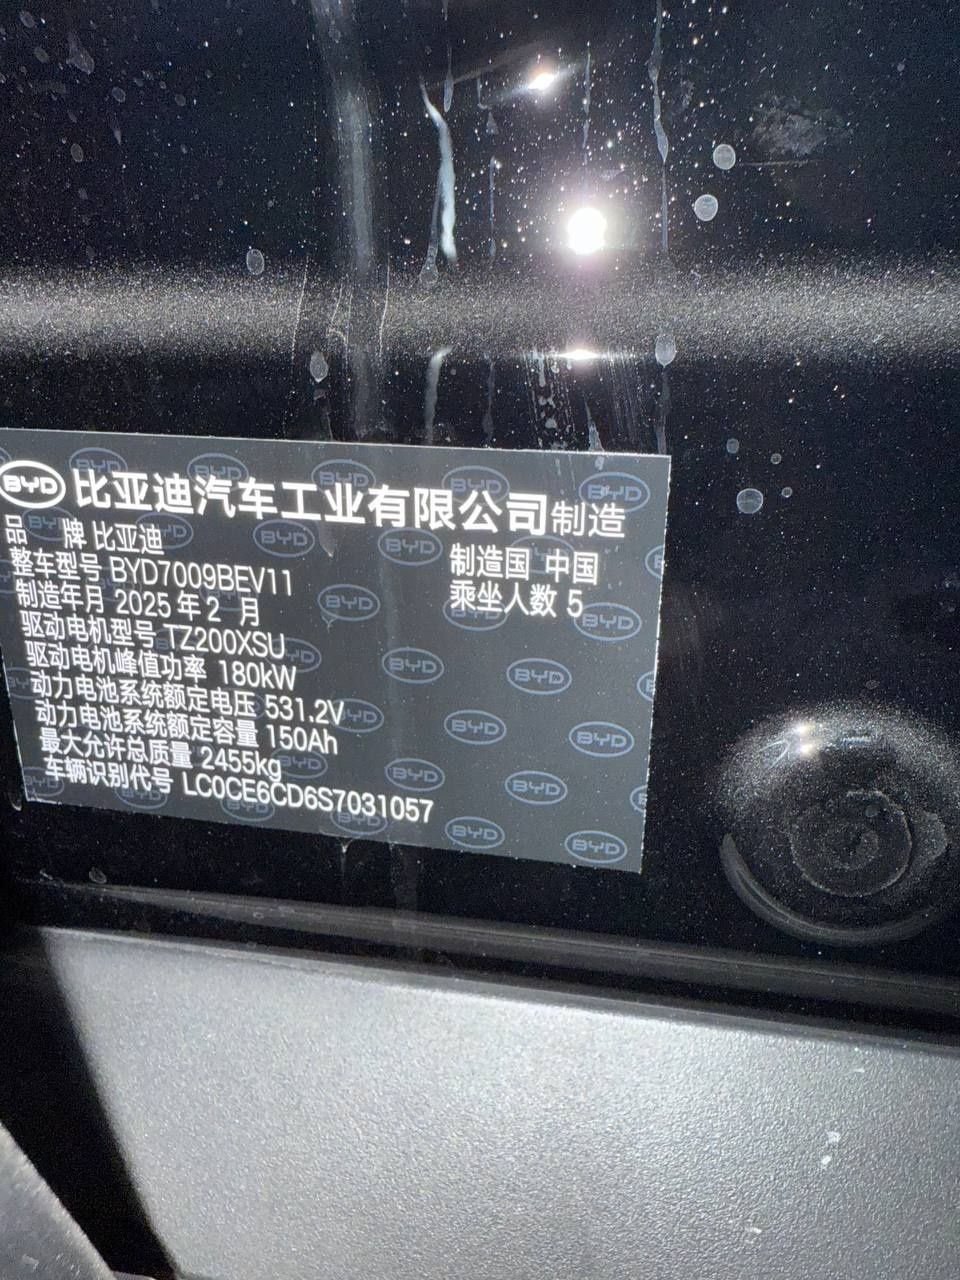 BYD 比亚迪汽车工业有限公司制造
品 牌 比亚迪
整车型号 BYD7009BEV11
制造国 中国
制造年月 2025年2月
乘坐人数 5
驱动电机型号 TZ200XSU
驱动电机峰值功率 180kW
动力电池系统额定电压 531.2V
动力电池系统额定容量 150Ah
最大允许总质量 2455kg
车辆识别代号 LC0CE6CD6S7031057